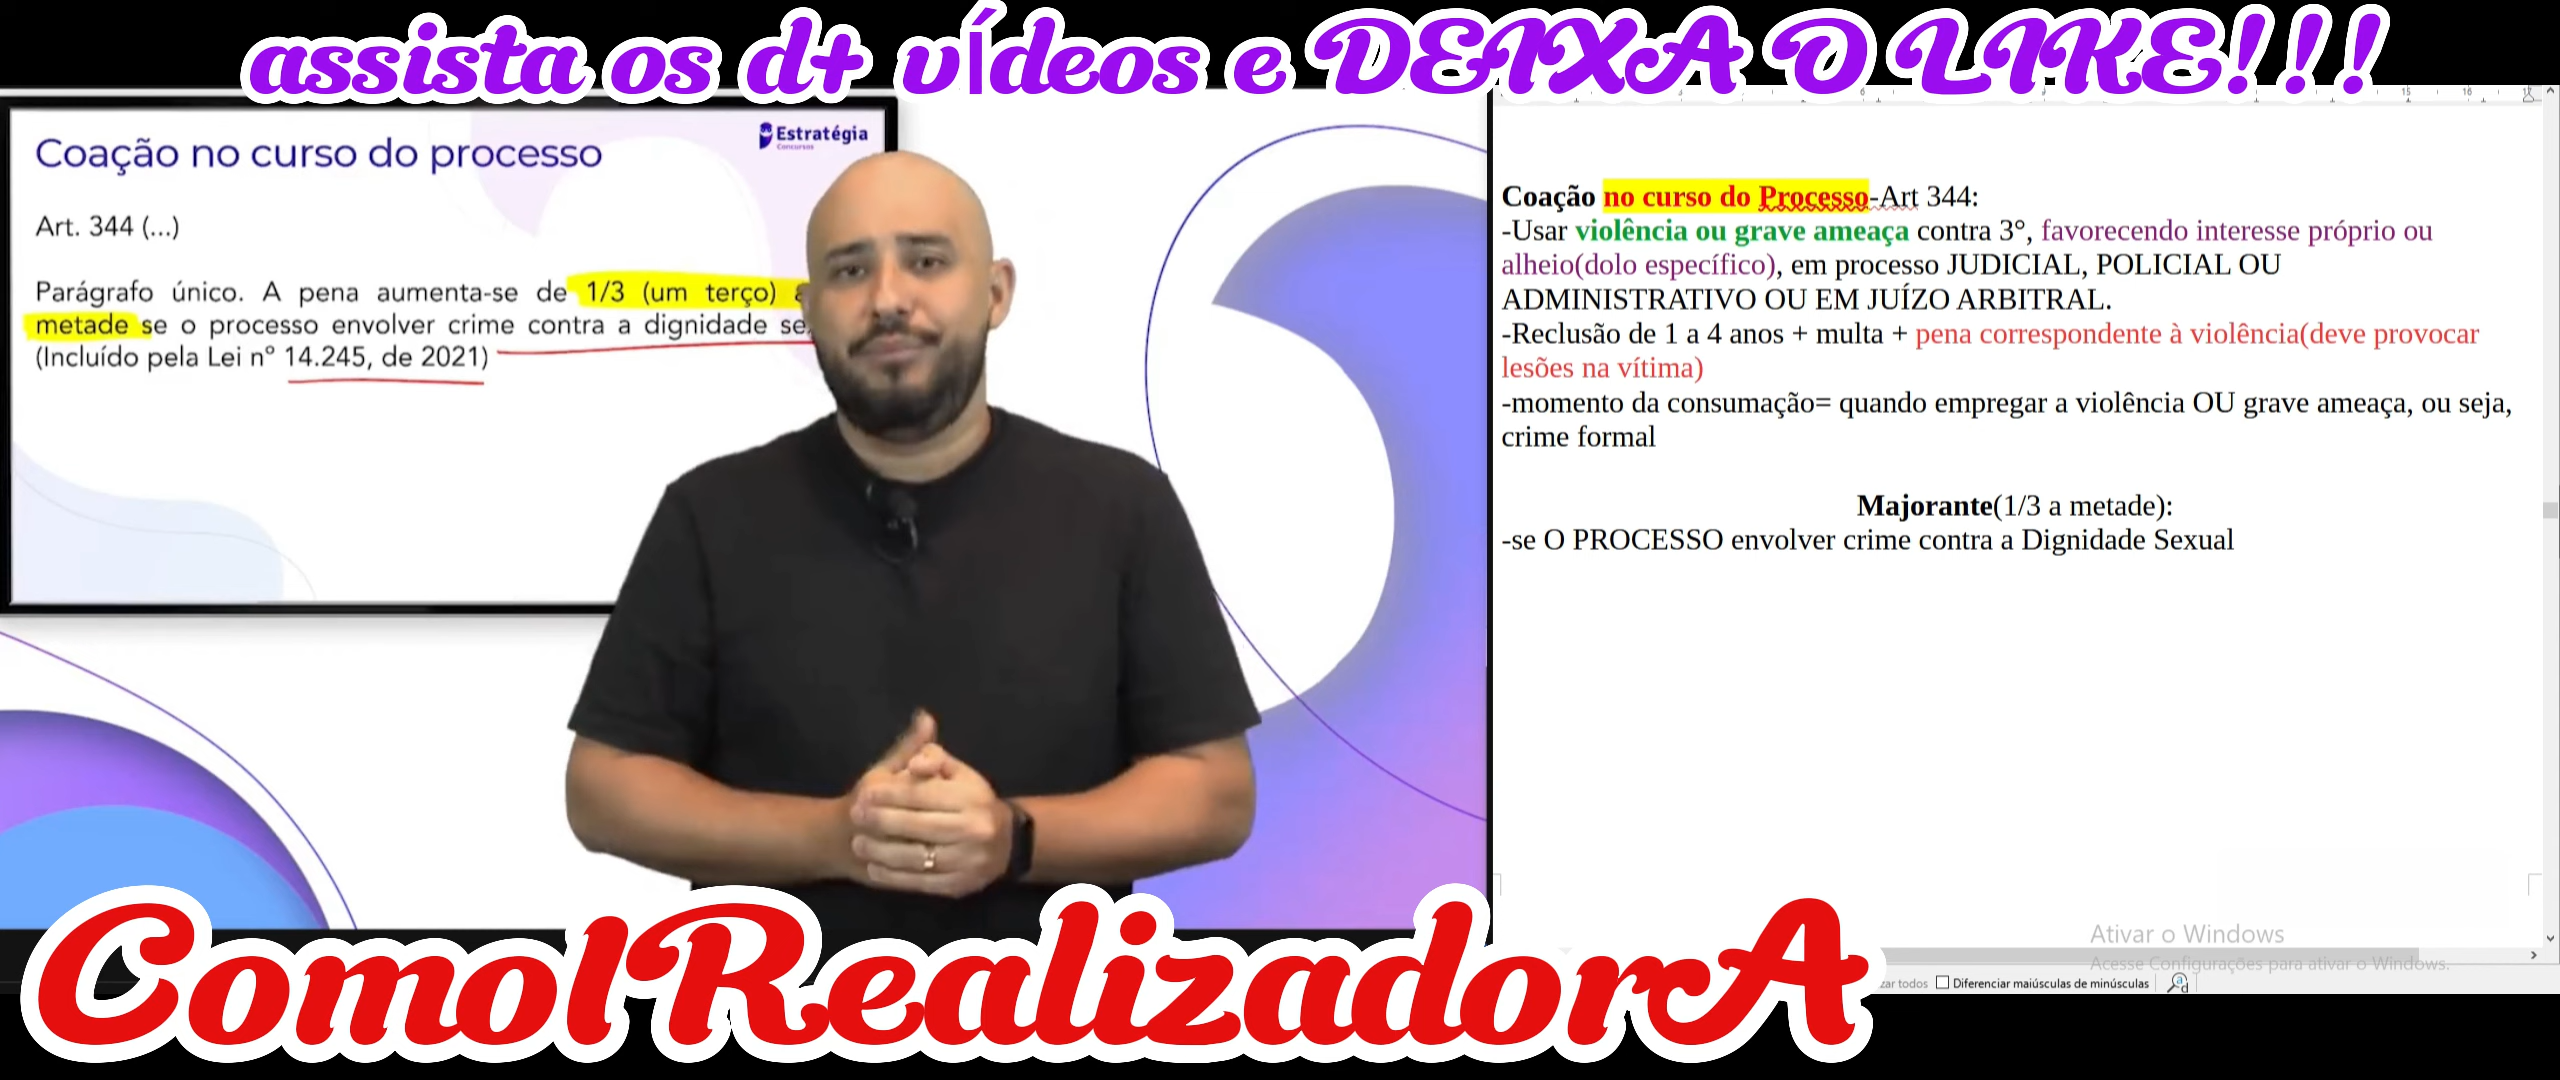 assista os d+ vídeos e DEIXA O LIKE!!!
Estratégia
Concursos
Coação no curso do processo
Art. 344 (...)
Parágrafo único. A pena aumenta-se de 1/3 (um terço) a
metade se o processo envolver crime contra a dignidade se
(Incluído pela Lei nº 14.245, de 2021)
Coação no curso do Processo-Art 344:
-Usar violência ou grave ameaça contra 3°, favorecendo interesse próprio ou
alheio(dolo específico), em processo JUDICIAL, POLICIAL OU
ADMINISTRATIVO OU EM JUÍZO ARBITRAL.
-Reclusão de 1 a 4 anos + multa + pena correspondente à violência(deve provocar
lesões na vítima)
-momento da consumação= quando empregar a violência OU grave ameaça, ou seja,
crime formal
Majorante(1/3 a metade):
-se O PROCESSO envolver crime contra a Dignidade Sexual
Ativar o Windows
Acesse Configurações para ativar o Windows.
zar todos Diferenciar maiúsculas de minúsculas
ComolRealizadorA